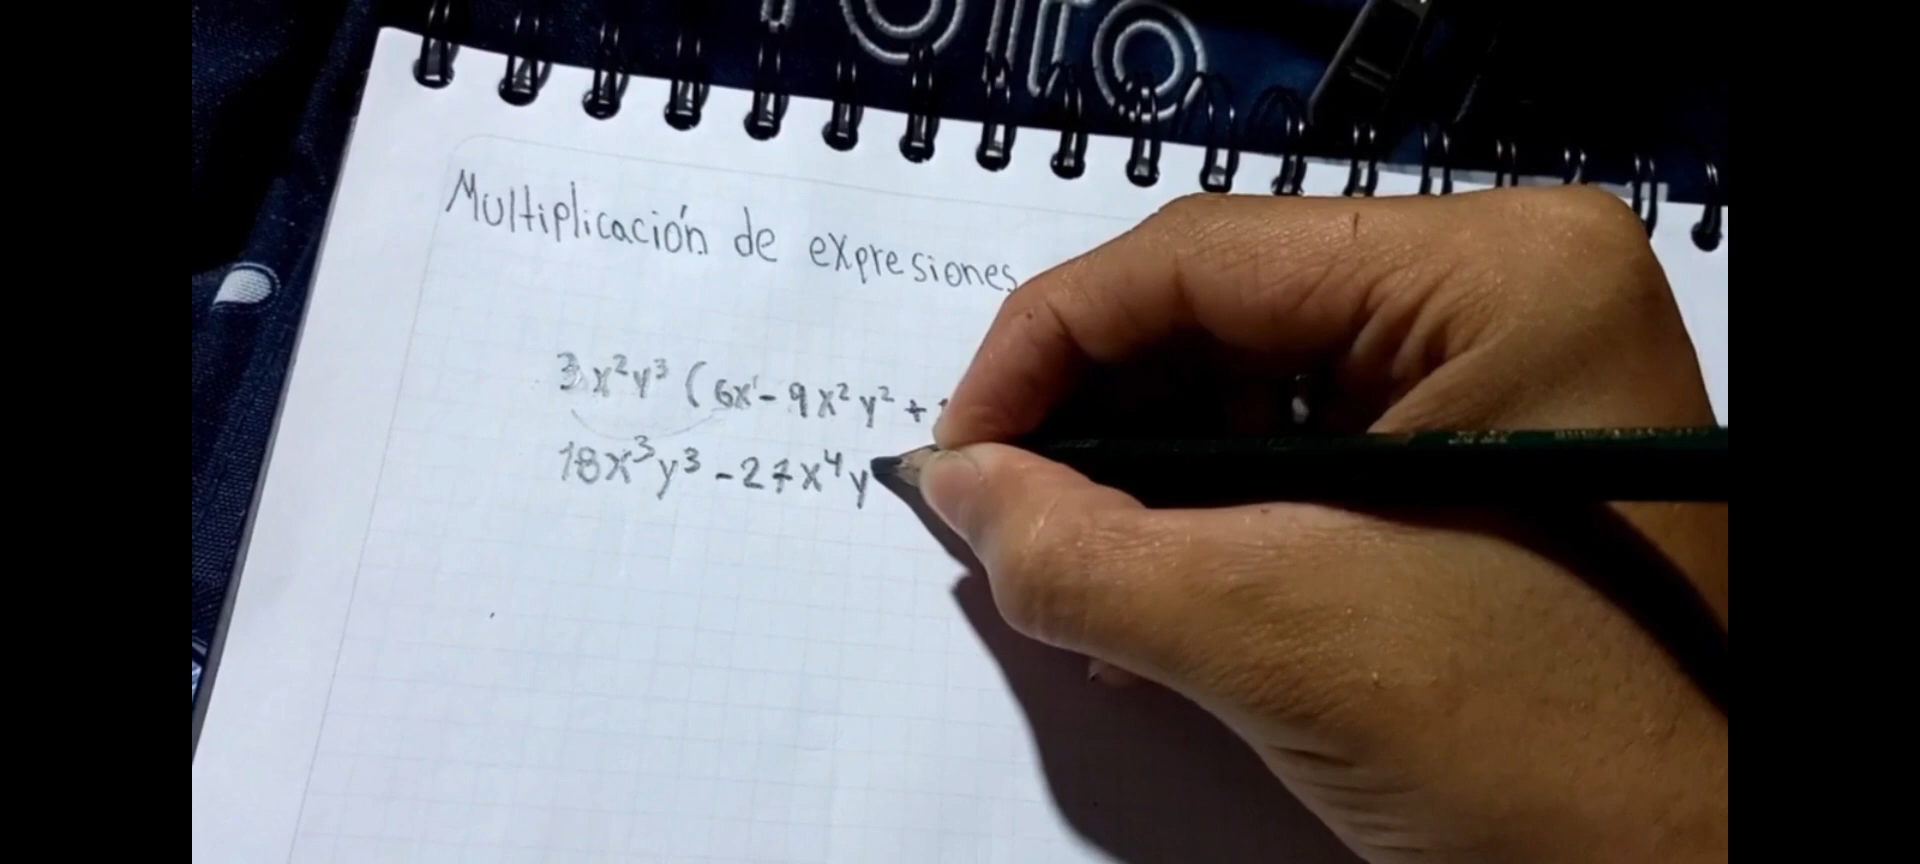 Multiplicación de expresiones
3x²y³ (6x¹ - 9x²y² +
18x³y³ - 27x⁴y